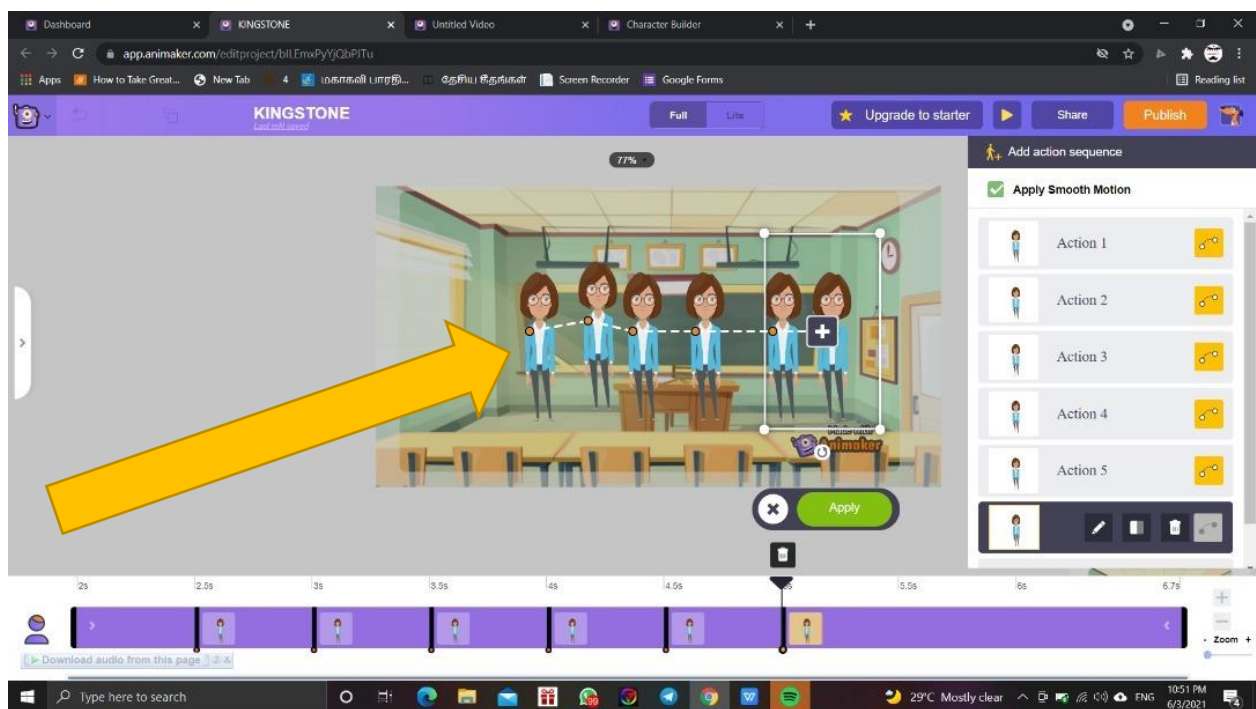 Dashboard
KINGSTONE
Untitled Video
Character Builder
app.animaker.com/editproject/
Apps
How to Take Great...
New Tab
4
மகாகவி பாரதி...
தேசிய கீதங்கள்
Screen Recorder
Google Forms
Reading list
KINGSTONE
Last edit saved
Full
Lite
Upgrade to starter
Share
Publish
77%
Add action sequence
Apply Smooth Motion
Action 1
Action 2
Action 3
Action 4
Action 5
Made with
Animaker
Apply
2s
2.5s
3s
3.5s
4s
4.5s
5.5s
6s
6.7s
- Zoom +
Download audio from this page
Type here to search
29°C Mostly clear
ENG
10:51 PM
6/3/2021